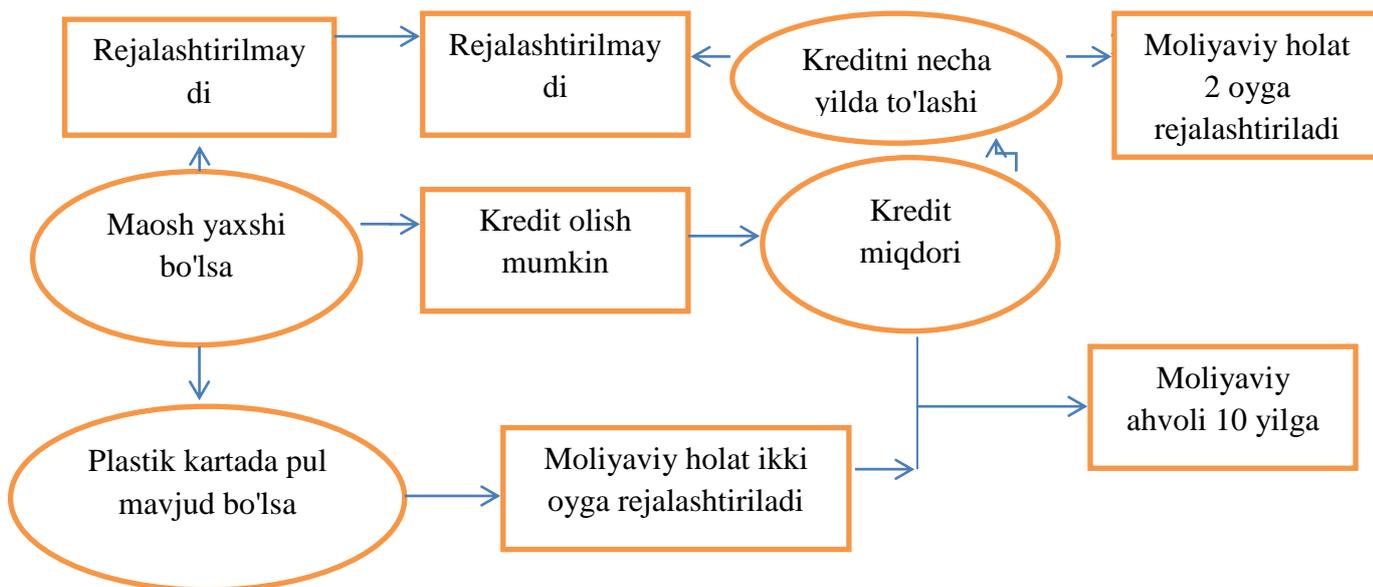 Rejalashtirilmay
di
Rejalashtirilmay
di
Kreditni necha
yilda to'lashi
Moliyaviy holat
2 oyga
rejalashtiriladi
Maosh yaxshi
bo'lsa
Kredit olish
mumkin
Kredit
miqdori
Moliyaviy
ahvoli 10 yilga
Plastik kartada pul
mavjud bo'lsa
Moliyaviy holat ikki
oyga rejalashtiriladi